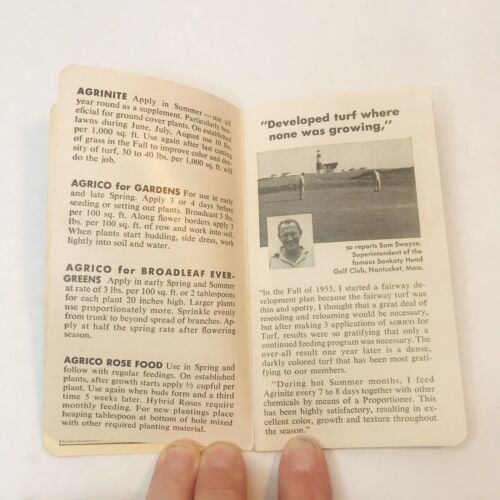 AGRINITE Apply in Summer—use all
year round as a supplement. Particularly ben-
eficial for ground cover plants. On established
lawns during June, July, August use 10 lbs.
per 1,000 sq. ft. Use again after last cutting
of grass in the Fall to improve color and den-
sity of turf, 30 to 40 lbs. per 1,000 sq. ft. will
do the job.
AGRICO for GARDENS For use in early
and late Spring. Apply 3 or 4 days before
seeding or setting out plants. Broadcast 3 lbs.
per 100 sq. ft. Along flower borders apply 3
lbs. per 100 sq. ft. of row and work into soil.
When plants start budding, side dress, work
lightly into soil and water.
AGRICO for BROADLEAF EVER-
GREENS Apply in early Spring and Summer
at rate of 3 lbs. per 100 sq. ft. or 2 tablespoons
for each plant 20 inches high. Larger plants
use proportionately more. Sprinkle evenly
from trunk to beyond spread of branches. Ap-
ply at half the spring rate after flowering
season.
AGRICO ROSE FOOD Use in Spring and
follow with regular feedings. On established
plants, after growth starts apply ½ cupful per
plant. Use again when buds form and a third
time 5 weeks later. Hybrid Roses require
monthly feeding. For new plantings place
heaping tablespoon at bottom of hole mixed
with other required planting material.
"Developed turf where
none was growing,"
so reports Sam Swayze,
Superintendent of the
famous Sankaty Head
Golf Club, Nantucket, Mass.
"In the Fall of 1955, I started a fairway de-
velopment plan because the fairway turf was
thin and spotty. I thought that a great deal of
reseeding and reloaming would be necessary,
but after making 3 applications of AGRICO for
Turf, results were so gratifying that only a
continued feeding program was necessary. The
over-all result one year later is a dense,
darkly colored turf that has been most grati-
fying to our members.
"During hot Summer months, I feed
Agrinite every 7 to 8 days together with other
chemicals by means of a Proportioner. This
has been highly satisfactory, resulting in ex-
cellent color, growth and texture throughout
the season."